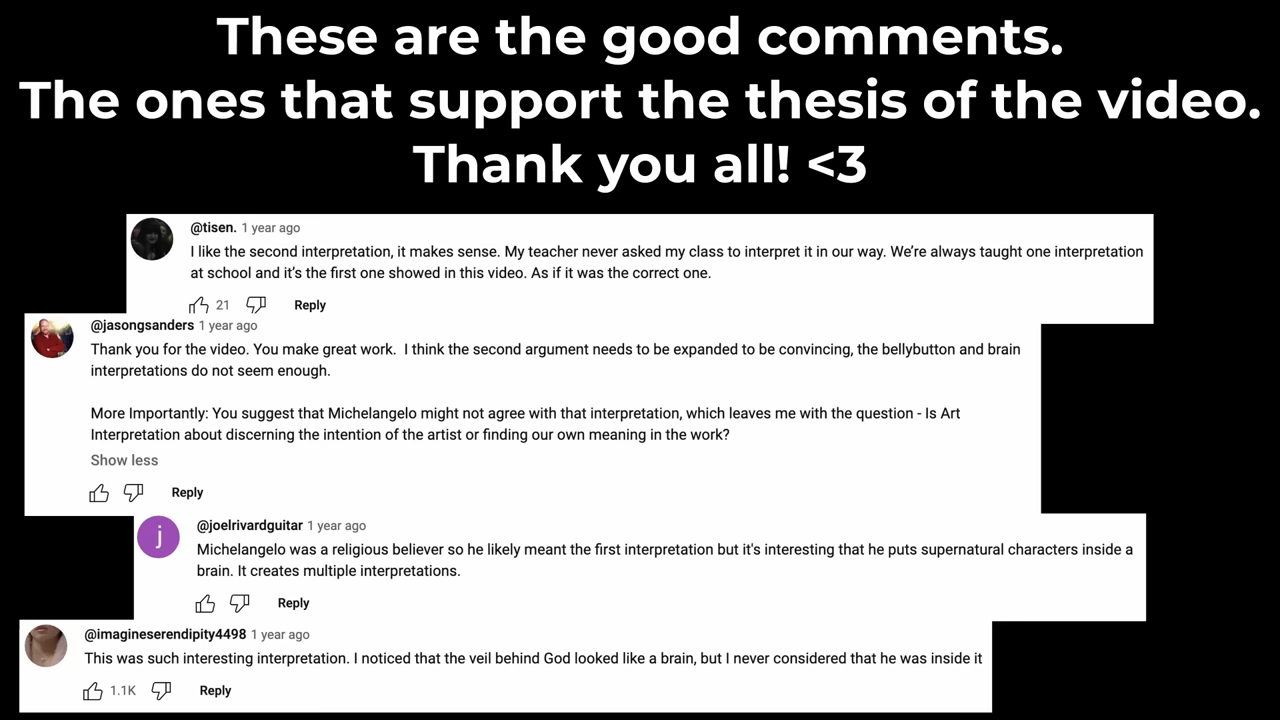 These are the good comments.
The ones that support the thesis of the video.
Thank you all! <3
@tisen. 1 year ago
I like the second interpretation, it makes sense. My teacher never asked my class to interpret it in our way. We’re always taught one interpretation
at school and it’s the first one showed in this video. As if it was the correct one.
21 Reply
@jasongsanders 1 year ago
Thank you for the video. You make great work.  I think the second argument needs to be expanded to be convincing, the bellybutton and brain
interpretations do not seem enough.
More Importantly: You suggest that Michelangelo might not agree with that interpretation, which leaves me with the question - Is Art
Interpretation about discerning the intention of the artist or finding our own meaning in the work?
Show less
Reply
j
@joelrivardguitar 1 year ago
Michelangelo was a religious believer so he likely meant the first interpretation but it's interesting that he puts supernatural characters inside a
brain. It creates multiple interpretations.
Reply
@imagineserendipity4498 1 year ago
This was such interesting interpretation. I noticed that the veil behind God looked like a brain, but I never considered that he was inside it
1.1K Reply